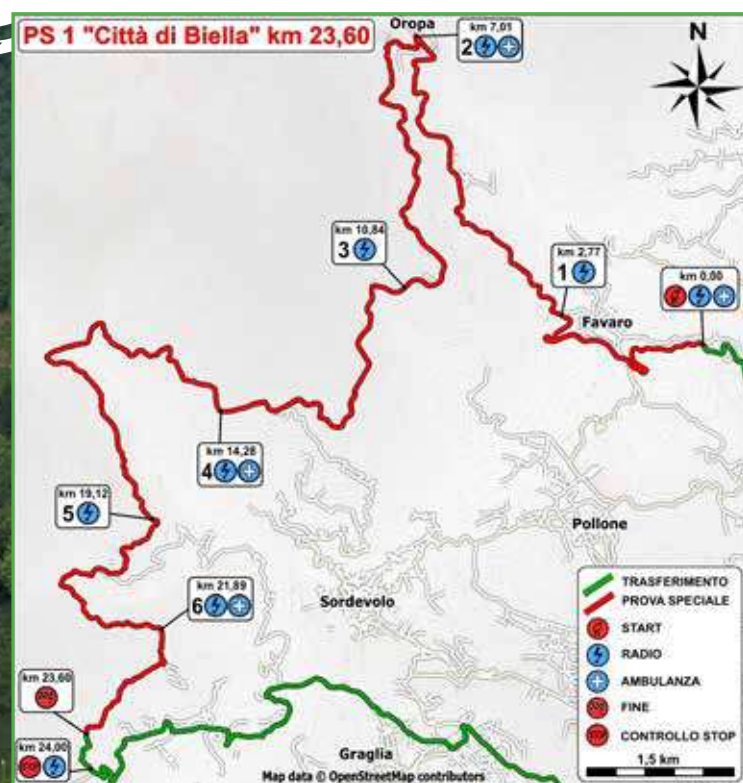 PS 1 "Città di Biella" km 23,60
Oropa
km 7,01
2
N
km 10,84
3
km 2,77
1
km 0,00
Favaro
km 14,28
4
km 19,12
5
Pollone
km 21,89
6
Sordevolo
km 23,60
km 24,00
STOP
Graglia
Map data © OpenStreetMap contributors
TRASFERIMENTO
PROVA SPECIALE
START
RADIO
AMBULANZA
FINE
STOP
CONTROLLO STOP
1,5 km